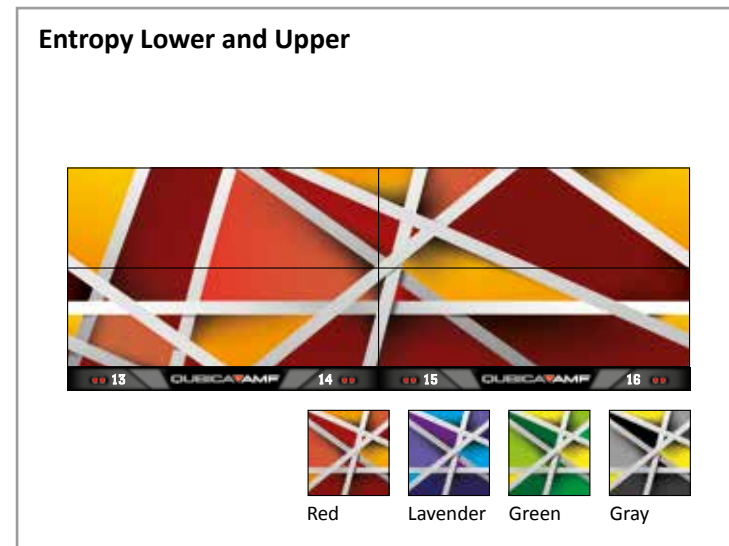 Entropy Lower and Upper
13 QUBICAAMF 14 15 QUBICAAMF 16
Red Lavender Green Gray